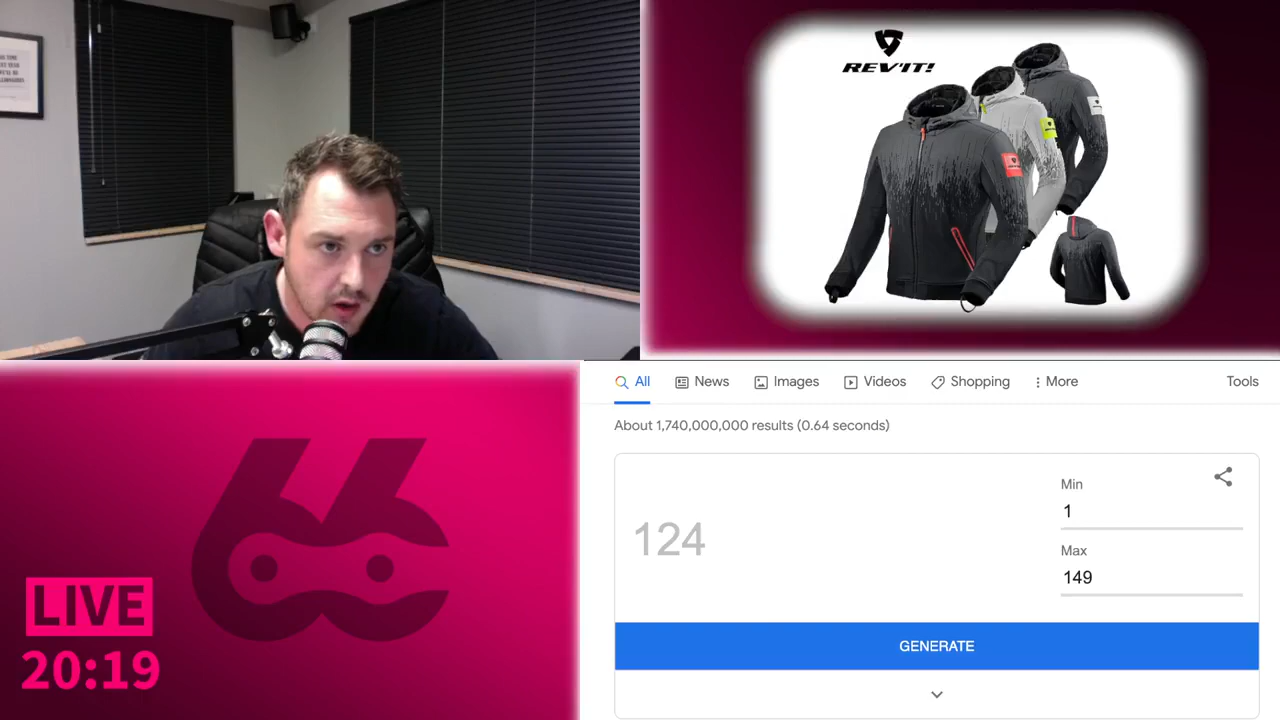 REV'IT!
All
News
Images
Videos
Shopping
More
Tools
About 1,740,000,000 results (0.64 seconds)
124
Min
1
Max
149
GENERATE
LIVE
20:19